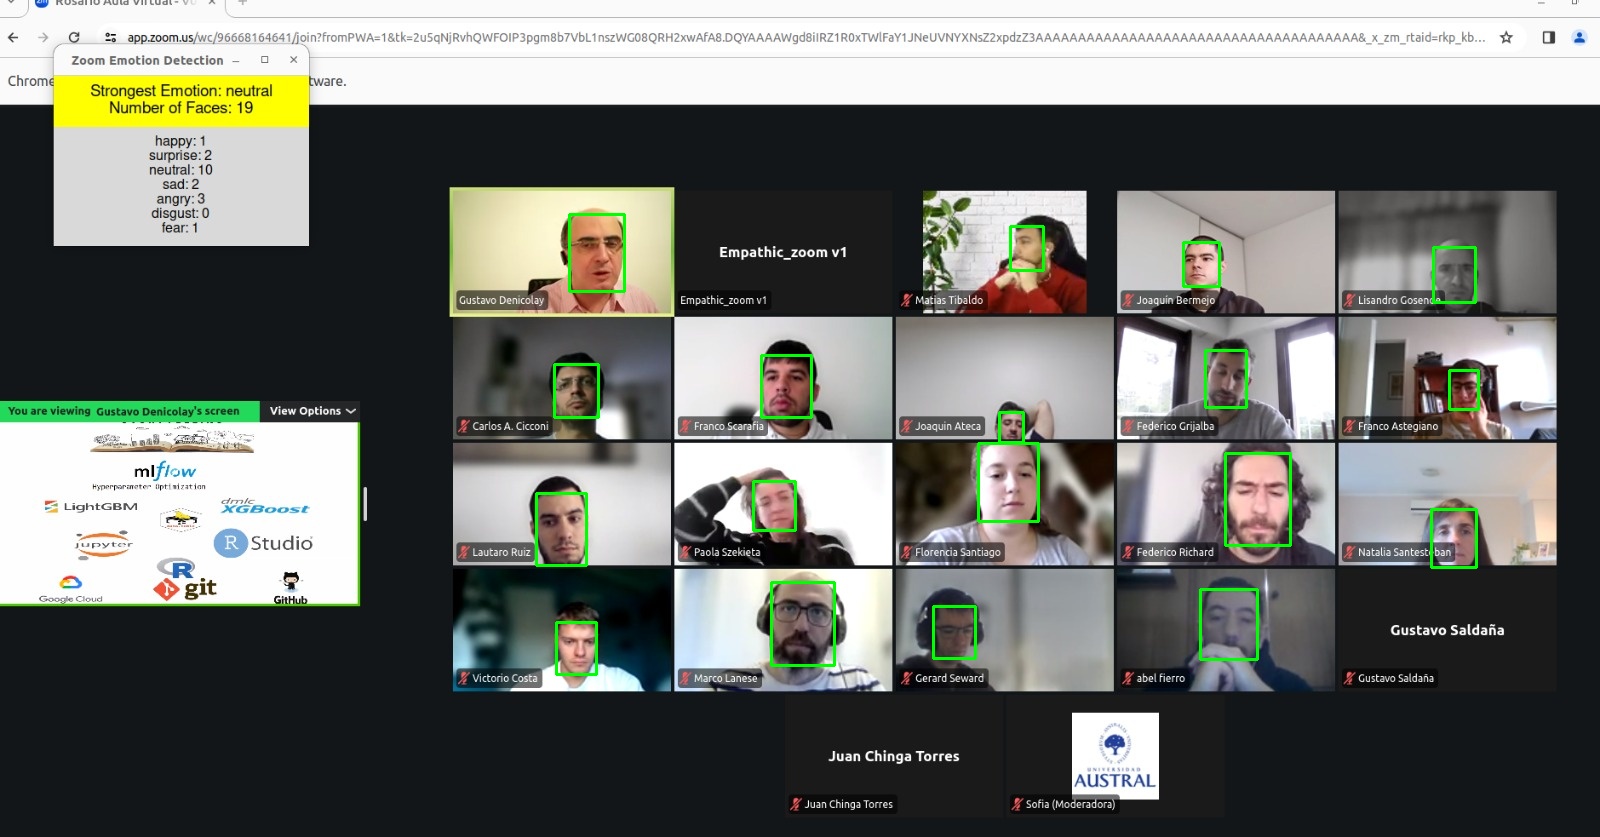 Rosario Aula Virtual - Vo
app.zoom.us/wc/96668164641/join?fromPWA=1&tk=2u5qNjRvhQWFOIP3pgm8b7VbL1nszWG08QRH2xwAfA8.DQYAAAAWgd8iIRZ1R0xTWlFaY1JNeUVNYXNsZ2xpdzZ3AAAAAAAAAAAAAAAAAAAAAAAAAAAAAAAAAAAAA&_x_zm_rtaid=rkp_kb...
Chrome
tware.
Zoom Emotion Detection
Strongest Emotion: neutral
Number of Faces: 19
happy: 1
surprise: 2
neutral: 10
sad: 2
angry: 3
disgust: 0
fear: 1
Empathic_zoom v1
Gustavo Denicolay
Empathic_zoom v1
Matias Tibaldo
Joaquín Bermejo
Lisandro Gosende
Carlos A. Cicconi
Franco Scarafia
Joaquin Ateca
Federico Grijalba
Franco Astegiano
You are viewing Gustavo Denicolay's screen
View Options
mlflow
Hyperparameter Optimization
LightGBM
dmlc
XGBoost
jupyter
R Studio
R
git
Google Cloud
GitHub
Lautaro Ruiz
Paola Szekieta
Florencia Santiago
Federico Richard
Natalia Santesteban
Gustavo Saldaña
Victorio Costa
Marco Lanese
Gerard Seward
abel fierro
Gustavo Saldaña
Juan Chinga Torres
UNIVERSIDAD
AUSTRAL
Juan Chinga Torres
Sofia (Moderadora)